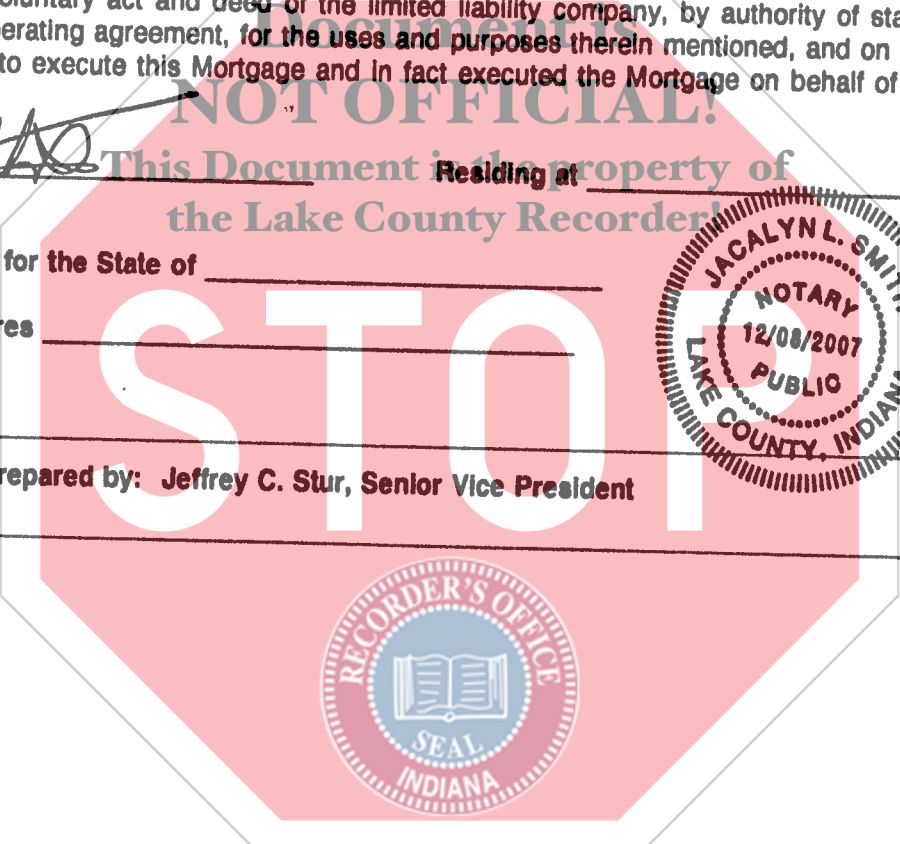 oluntary act and deed of the limited liability company, by authority of sta
Document is
erating agreement, for the uses and purposes therein mentioned, and on
to execute this Mortgage and in fact executed the Mortgage on behalf of
NOT OFFICIAL!
This Document is the property of
Residing at
the Lake County Recorder!
for the State of
res
STOP
JACALYN L. SMITH
NOTARY
12/08/2007
PUBLIC
LAKE COUNTY, INDIANA
repared by: Jeffrey C. Stur, Senior Vice President
RECORDER'S OFFICE
SEAL
INDIANA